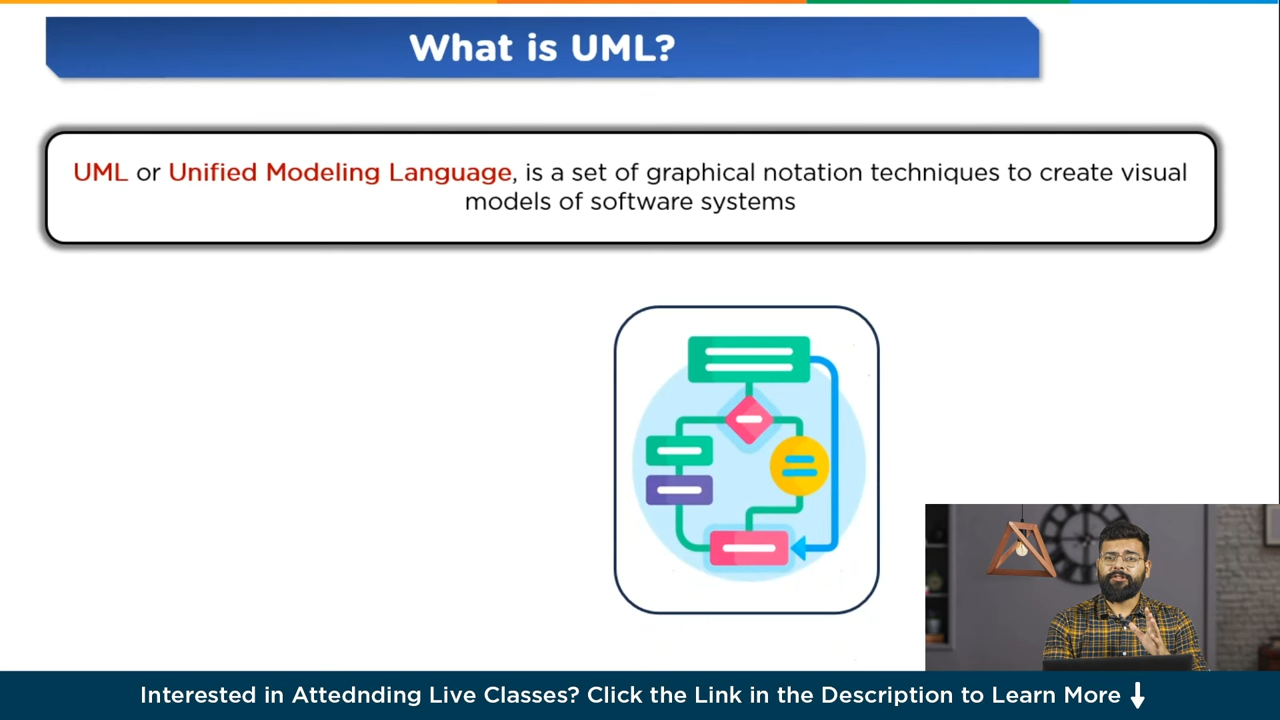 What is UML?
UML or Unified Modeling Language, is a set of graphical notation techniques to create visual
models of software systems
Interested in Attednding Live Classes? Click the Link in the Description to Learn More